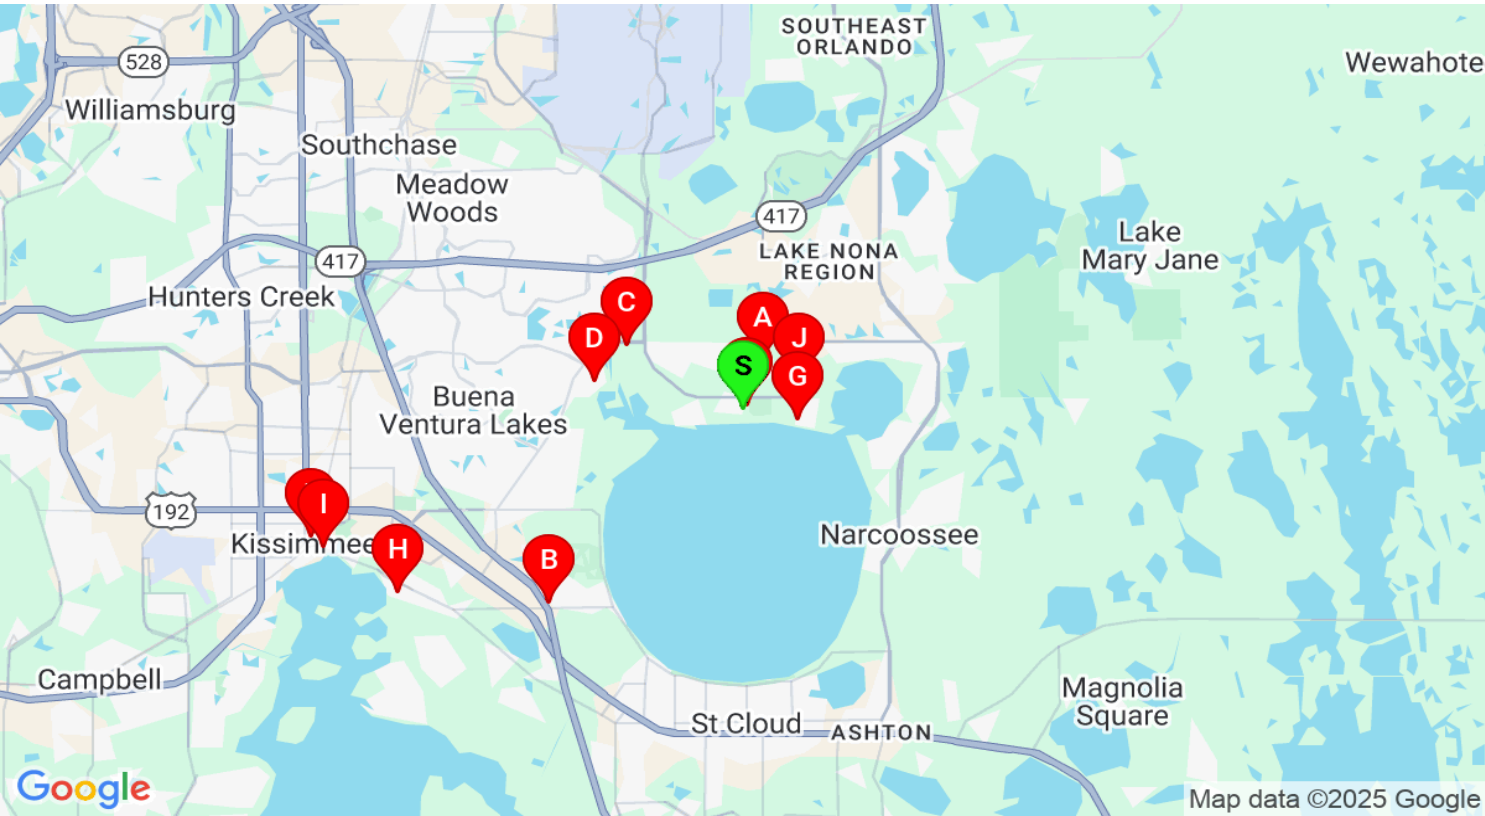 SOUTHEAST
ORLANDO
528
Wewahote
Williamsburg
Southchase
Meadow
Woods
417
LAKE NONA
REGION
Lake
Mary Jane
417
Hunters Creek
C
A
D
J
S
G
Buena
Ventura Lakes
192
I
Kissimmee
H
B
Narcoossee
Campbell
Magnolia
Square
St Cloud
ASHTON
Google
Map data ©2025 Google